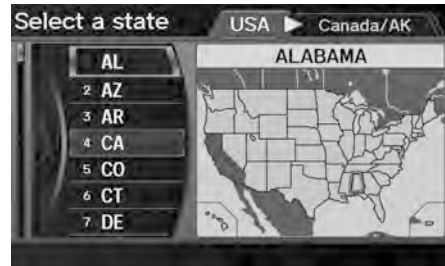 Select a state
USA ▶ Canada/AK
AL
2 AZ
3 AR
4 CA
5 CO
6 CT
7 DE
ALABAMA